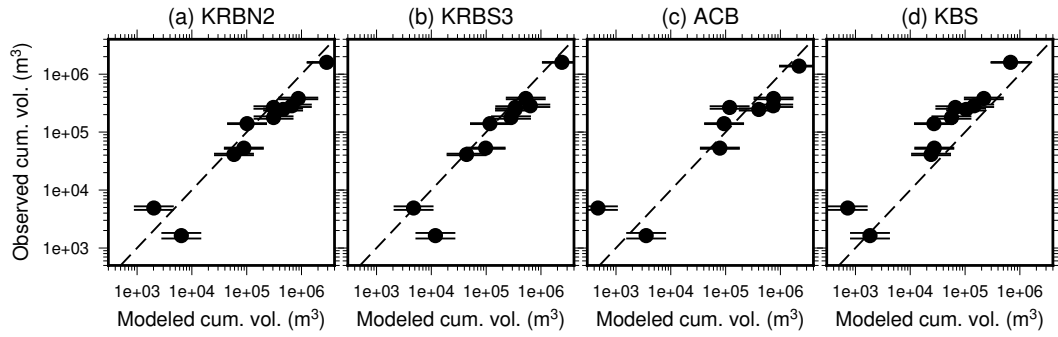 (a) KRBN2 (b) KRBS3 (c) ACB (d) KBS
Observed cum. vol. (m³)
1e+06
1e+05
1e+04
1e+03
1e+03 1e+04 1e+05 1e+06 1e+03 1e+04 1e+05 1e+06 1e+03 1e+04 1e+05 1e+06 1e+03 1e+04 1e+05 1e+06
Modeled cum. vol. (m³) Modeled cum. vol. (m³) Modeled cum. vol. (m³) Modeled cum. vol. (m³)